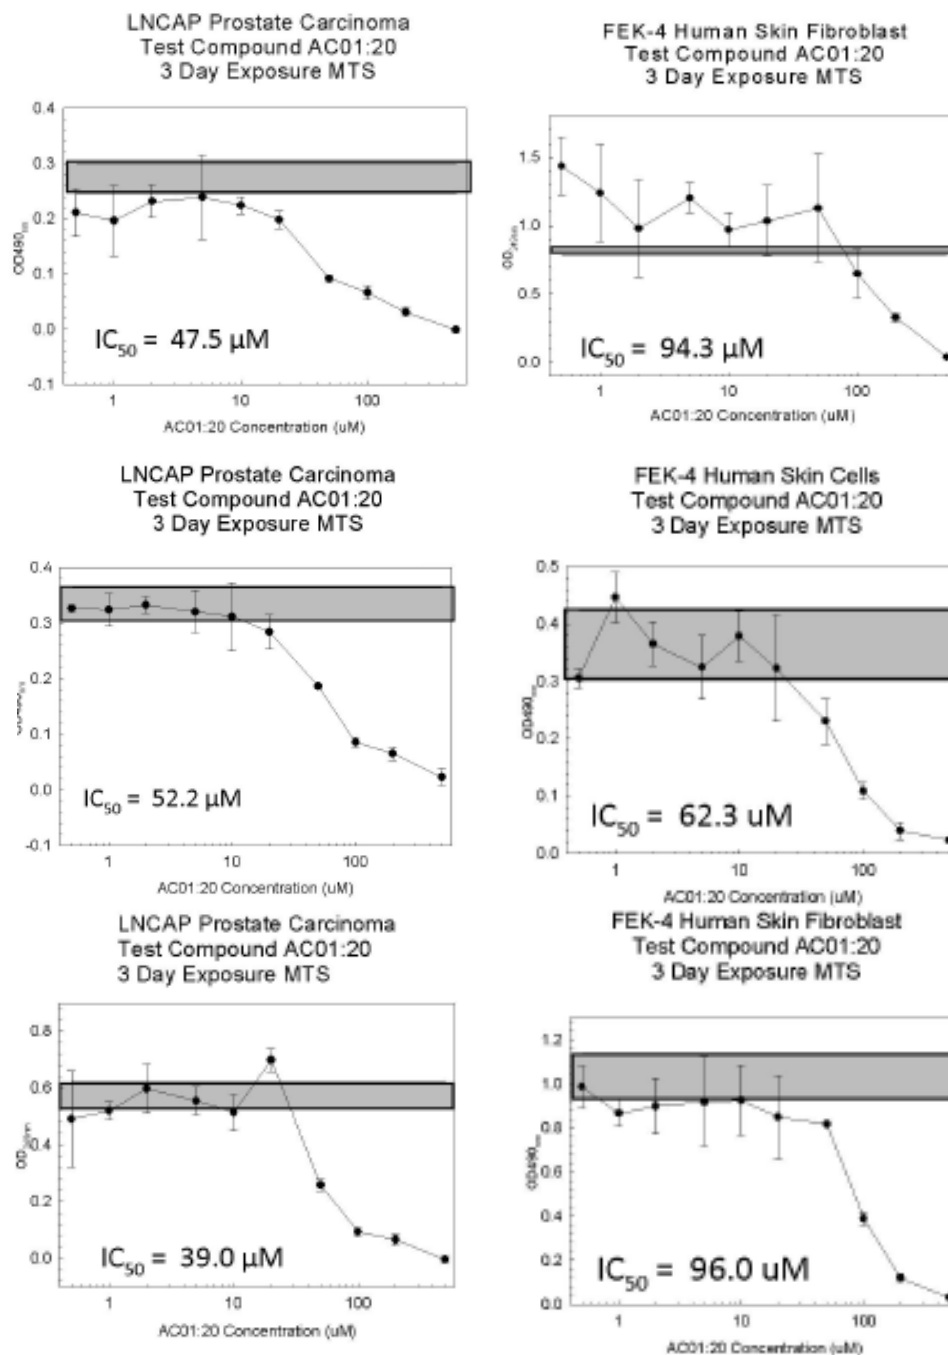 LNCAP Prostate Carcinoma
Test Compound AC01:20
3 Day Exposure MTS
0.4
0.3
0.2
0.1
0.0
-0.1
OD490nm
IC50 = 47.5 µM
1 10 100
AC01:20 Concentration (uM)
FEK-4 Human Skin Fibroblast
Test Compound AC01:20
3 Day Exposure MTS
1.5
1.0
0.5
0.0
IC50 = 94.3 µM
1 10 100
AC01:20 Concentration (uM)
LNCAP Prostate Carcinoma
Test Compound AC01:20
3 Day Exposure MTS
0.4
0.3
0.2
0.1
0.0
-0.1
IC50 = 52.2 µM
1 10 100
AC01:20 Concentration (uM)
FEK-4 Human Skin Cells
Test Compound AC01:20
3 Day Exposure MTS
0.5
0.4
0.3
0.2
0.1
0.0
OD490nm
IC50 = 62.3 uM
1 10 100
AC01:20 Concentration (uM)
LNCAP Prostate Carcinoma
Test Compound AC01:20
3 Day Exposure MTS
0.8
0.6
0.4
0.2
0.0
IC50 = 39.0 µM
1 10 100
AC01:20 Concentration (uM)
FEK-4 Human Skin Fibroblast
Test Compound AC01:20
3 Day Exposure MTS
1.2
1.0
0.8
0.6
0.4
0.2
0.0
OD490nm
IC50 = 96.0 uM
1 10 100
AC01:20 Concentration (uM)